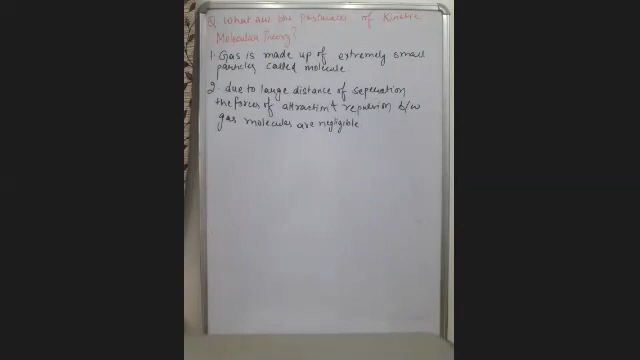 Q. What are the Postulates of Kinetic
Molecular Theory?
1. Gas is made up of extremely small
particles called molecule
2. due to large distance of seperation
the forces of attraction & repulsion b/w
gas molecules are negligible